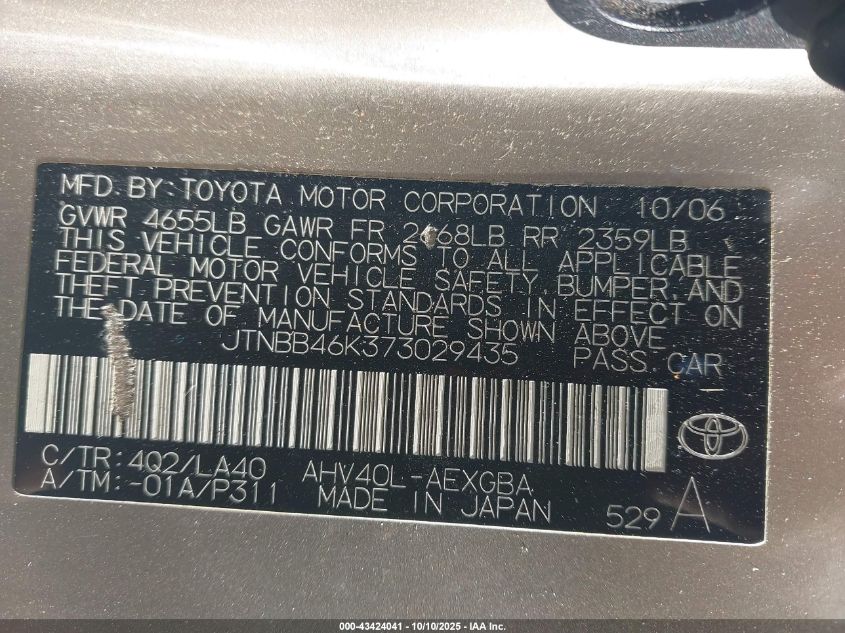 MFD. BY: TOYOTA MOTOR CORPORATION 10/06
GVWR 4655LB GAWR FR LB RR 2359LB
THIS VEHICLE CONFORMS TO ALL APPLICABLE
FEDERAL MOTOR VEHICLE SAFETY, BUMPER, AND
THEFT PREVENTION STANDARDS IN EFFECT ON
THE DATE OF MANUFACTURE SHOWN ABOVE
JTNBB46K373029435 PASS. CAR
C/TR: 4Q2/LA40 AHV40L-AEXGBA
A/TM: -01A/P311 MADE IN JAPAN 529 A
000-43424041 - 10/10/2025 - IAA Inc.